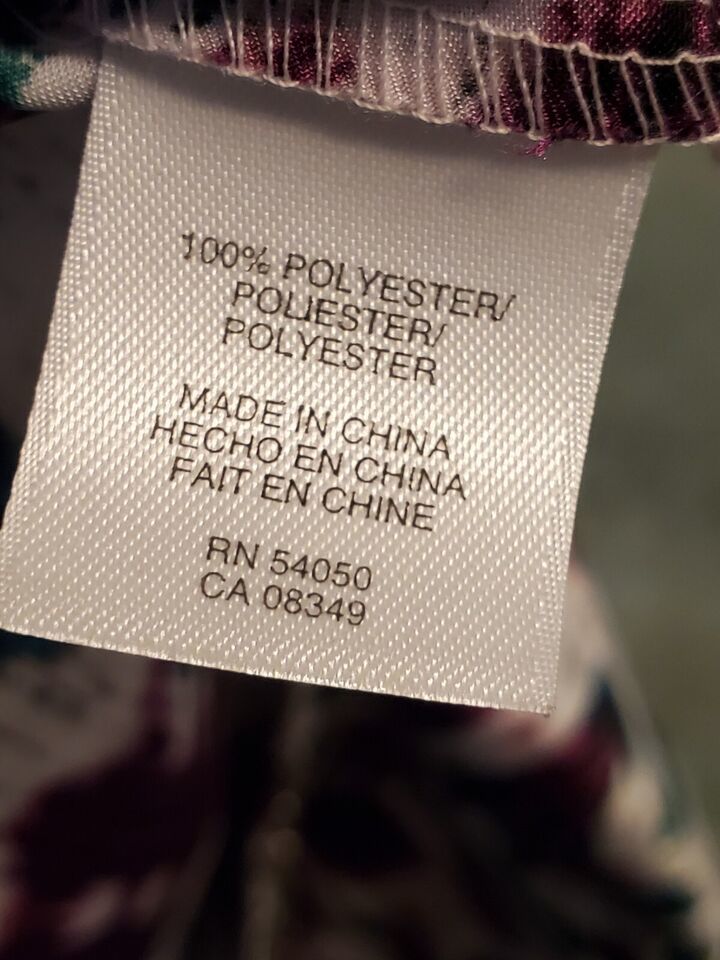 100% POLYESTER/
POLIESTER/
POLYESTER
MADE IN CHINA
HECHO EN CHINA
FAIT EN CHINE
RN 54050
CA 08349